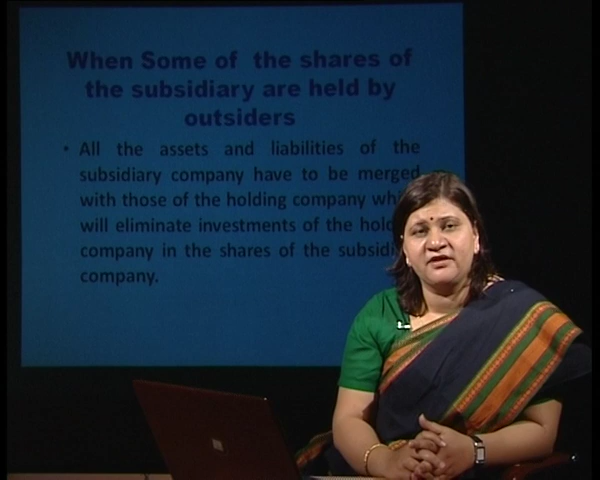 When Some of the shares of
the subsidiary are held by
outsiders
• All the assets and liabilities of the
subsidiary company have to be merged
with those of the holding company
will eliminate investments of the
company in the shares of the
company.